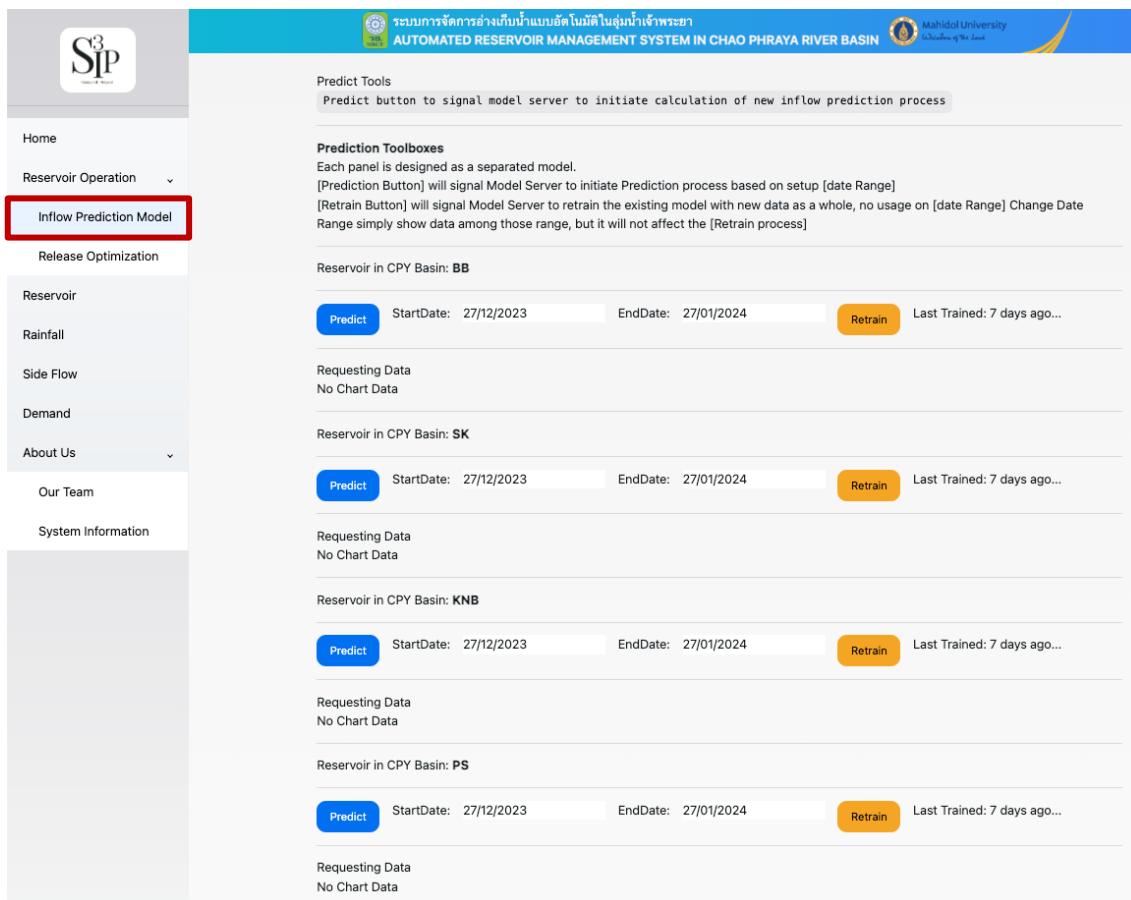 S3IP
ระบบการจัดการอ่างเก็บน้ำแบบอัตโนมัติในลุ่มน้ำเจ้าพระยา
AUTOMATED RESERVOIR MANAGEMENT SYSTEM IN CHAO PHRAYA RIVER BASIN
Mahidol University
Wisdom of the Land
Home
Reservoir Operation
Inflow Prediction Model
Release Optimization
Reservoir
Rainfall
Side Flow
Demand
About Us
Our Team
System Information
Predict Tools
Predict button to signal model server to initiate calculation of new inflow prediction process
Prediction Toolboxes
Each panel is designed as a separated model.
[Prediction Button] will signal Model Server to initiate Prediction process based on setup [date Range]
[Retrain Button] will signal Model Server to retrain the existing model with new data as a whole, no usage on [date Range] Change Date
Range simply show data among those range, but it will not affect the [Retrain process]
Reservoir in CPY Basin: BB
Predict StartDate: 27/12/2023 EndDate: 27/01/2024 Retrain Last Trained: 7 days ago...
Requesting Data
No Chart Data
Reservoir in CPY Basin: SK
Predict StartDate: 27/12/2023 EndDate: 27/01/2024 Retrain Last Trained: 7 days ago...
Requesting Data
No Chart Data
Reservoir in CPY Basin: KNB
Predict StartDate: 27/12/2023 EndDate: 27/01/2024 Retrain Last Trained: 7 days ago...
Requesting Data
No Chart Data
Reservoir in CPY Basin: PS
Predict StartDate: 27/12/2023 EndDate: 27/01/2024 Retrain Last Trained: 7 days ago...
Requesting Data
No Chart Data